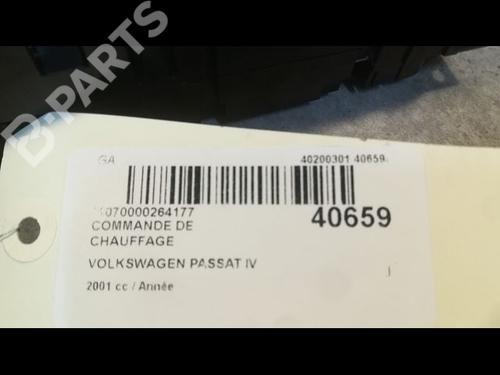 B-PARTS
GA 40200301 40659
070000264177 40659
COMMANDE DE
CHAUFFAGE
VOLKSWAGEN PASSAT IV
2001 cc / Année